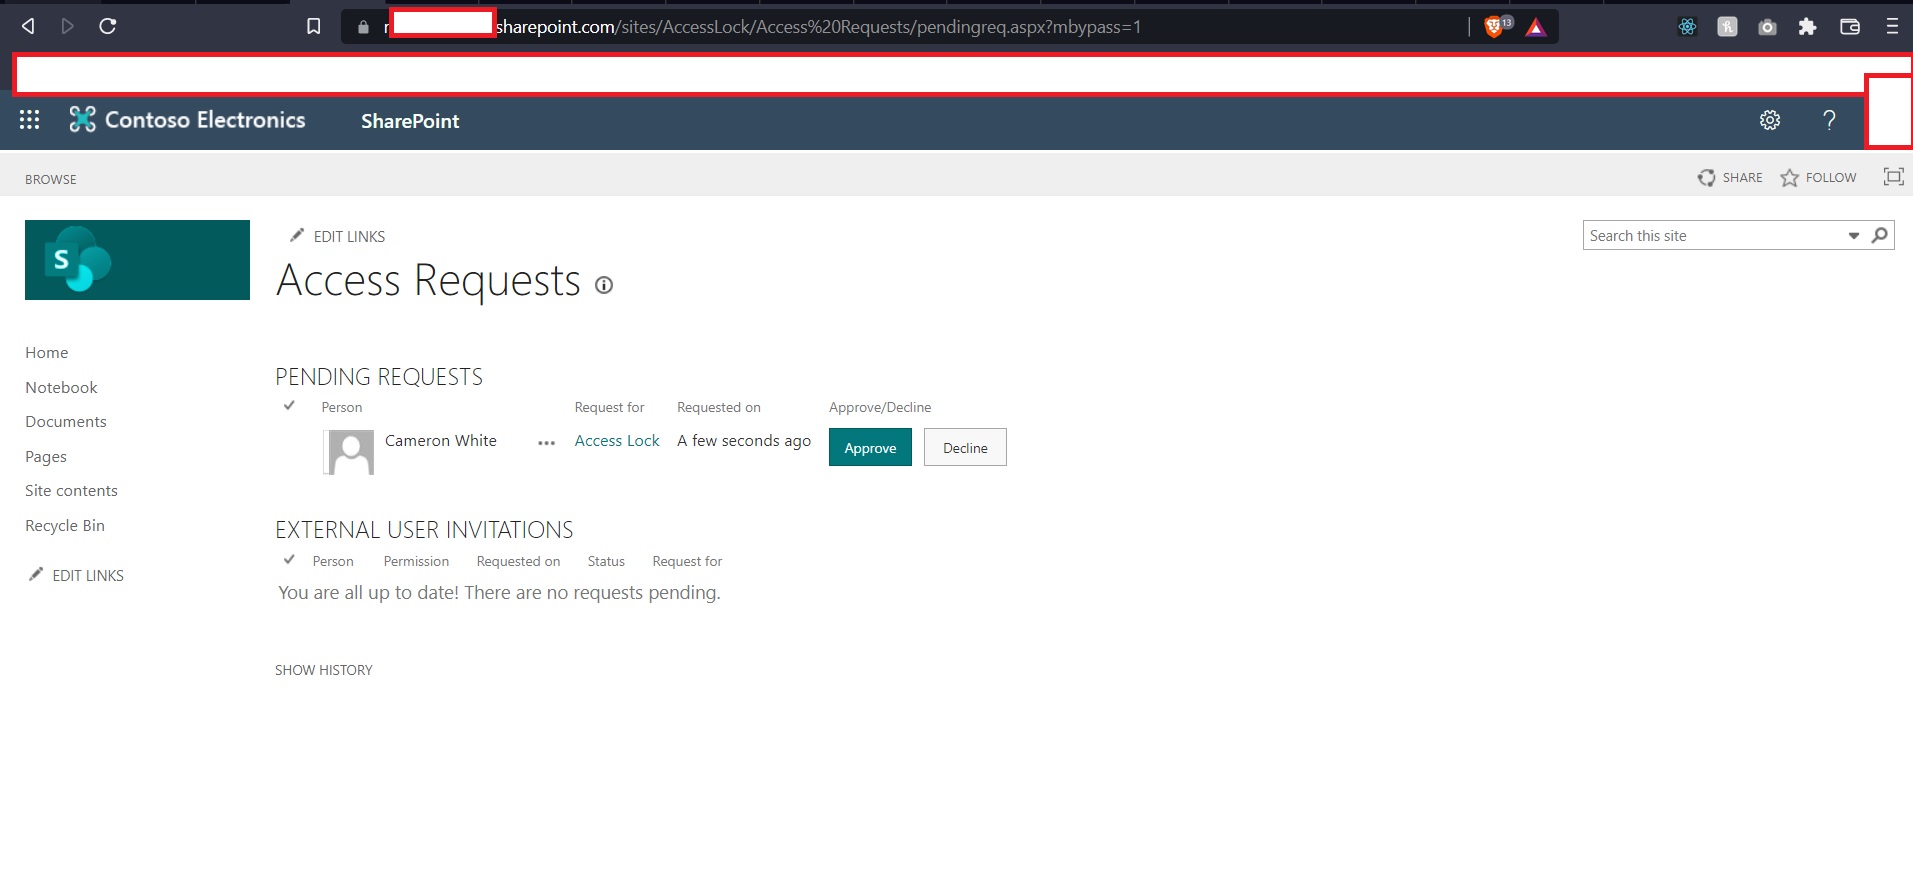 sharepoint.com/sites/AccessLock/Access%20Requests/pendingreq.aspx?mbypass=1
13
Contoso Electronics
SharePoint
?
BROWSE
SHARE
FOLLOW
S
EDIT LINKS
Search this site
Access Requests
Home
Notebook
Documents
Pages
Site contents
Recycle Bin
EDIT LINKS
PENDING REQUESTS
Person Request for Requested on Approve/Decline
Cameron White ... Access Lock A few seconds ago Approve Decline
EXTERNAL USER INVITATIONS
Person Permission Requested on Status Request for
You are all up to date! There are no requests pending.
SHOW HISTORY